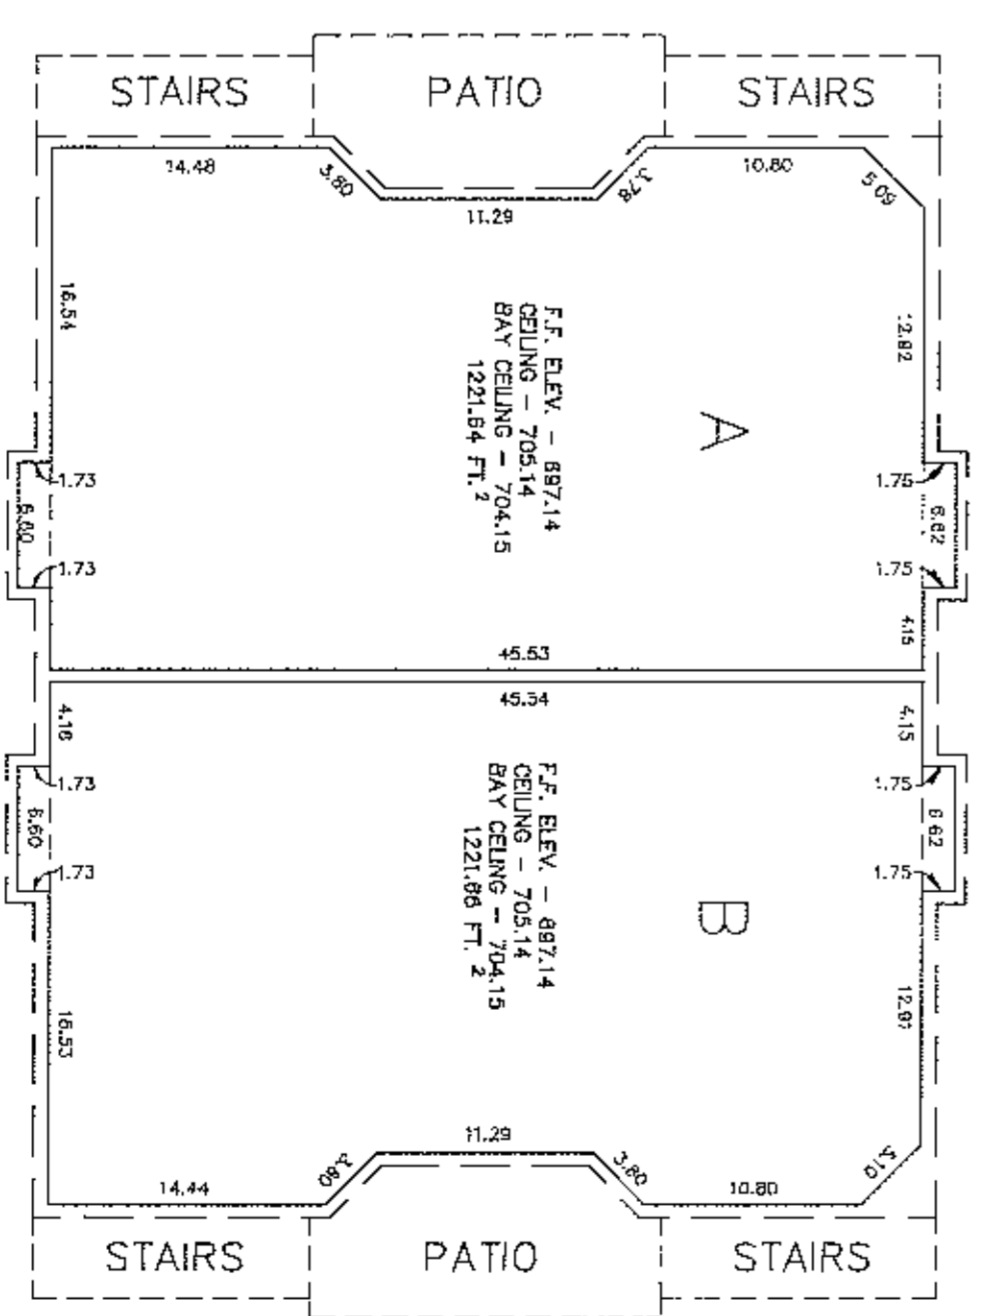 STAIRS PATIO STAIRS
14.48 3.80 11.29 3.78 10.80 5.09
16.54 12.92
F.F. ELEV. – 697.14
CEILING – 705.14
BAY CEILING – 704.15
1221.64 FT. 2
A
1.73 1.75
6.60 6.62
1.73 1.75
4.15
45.53
45.54
4.16 4.15
1.73 1.75
6.60 6.62
1.73 1.75
F.F. ELEV. – 697.14
CEILING – 705.14
BAY CELING – 704.15
1221.66 FT. 2
B
16.53 12.91
14.44 3.80 11.29 3.80 10.80 5.10
STAIRS PATIO STAIRS